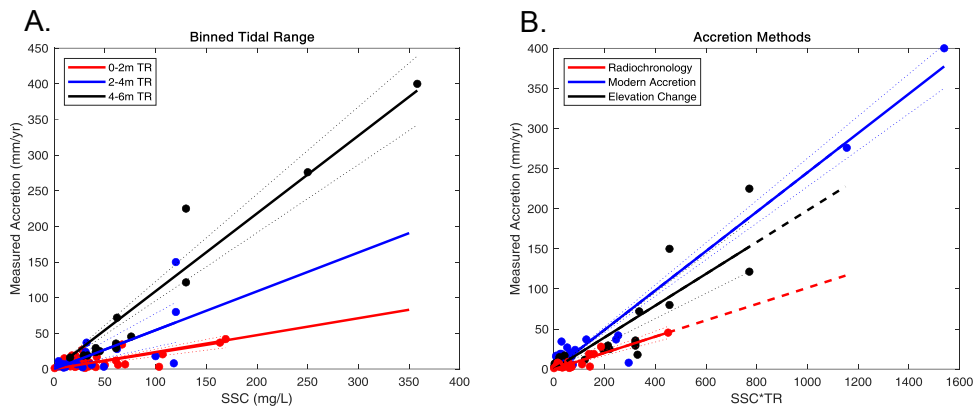 A.
Binned Tidal Range
0-2m TR
2-4m TR
4-6m TR
Measured Accretion (mm/yr)
450
400
350
300
250
200
150
100
50
0
0 50 100 150 200 250 300 350 400
SSC (mg/L)
B.
Accretion Methods
Radiochronology
Modern Accretion
Elevation Change
Measured Accretion (mm/yr)
400
350
300
250
200
150
100
50
0
0 200 400 600 800 1000 1200 1400 1600
SSC*TR